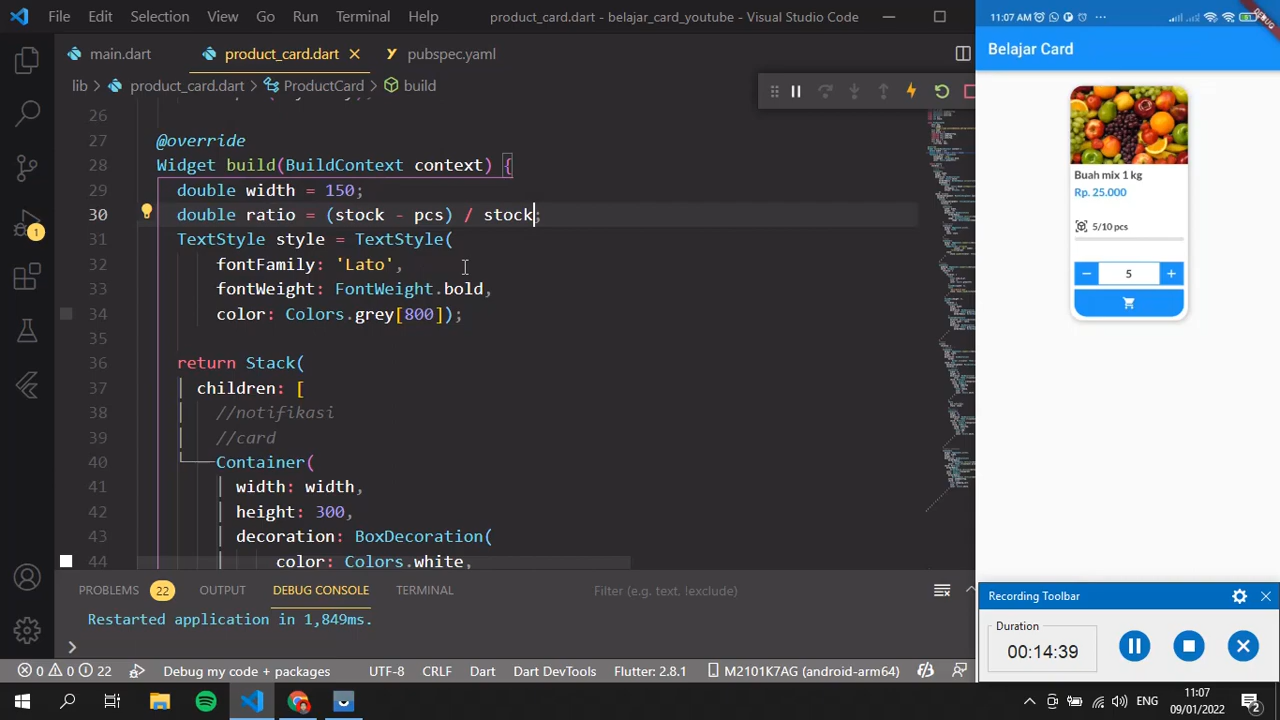 File Edit Selection View Go Run Terminal Help product_card.dart - belajar_card_youtube - Visual Studio Code
main.dart product_card.dart pubspec.yaml
lib product_card.dart ProductCard build
26
27 @override
28 Widget build(BuildContext context) {
29 double width = 150;
30 double ratio = (stock - pcs) / stock;
31 TextStyle style = TextStyle(
32 fontFamily: 'Lato',
33 fontWeight: FontWeight.bold,
34 color: Colors.grey[800]);
35
36 return Stack(
37 children: [
38 //notifikasi
39 //card
40 Container(
41 width: width,
42 height: 300,
43 decoration: BoxDecoration(
44 color: Colors.white,
1
PROBLEMS 22 OUTPUT DEBUG CONSOLE TERMINAL Filter (e.g. text, !exclude)
Restarted application in 1,849ms.
0 0 22 Debug my code + packages UTF-8 CRLF Dart Dart DevTools Flutter: 2.8.1 M2101K7AG (android-arm64)
11:07 AM
DEBUG
Belajar Card
Buah mix 1 kg
Rp. 25.000
5/10 pcs
− 5 +
Recording Toolbar
Duration
00:14:39
ENG
11:07
09/01/2022
2